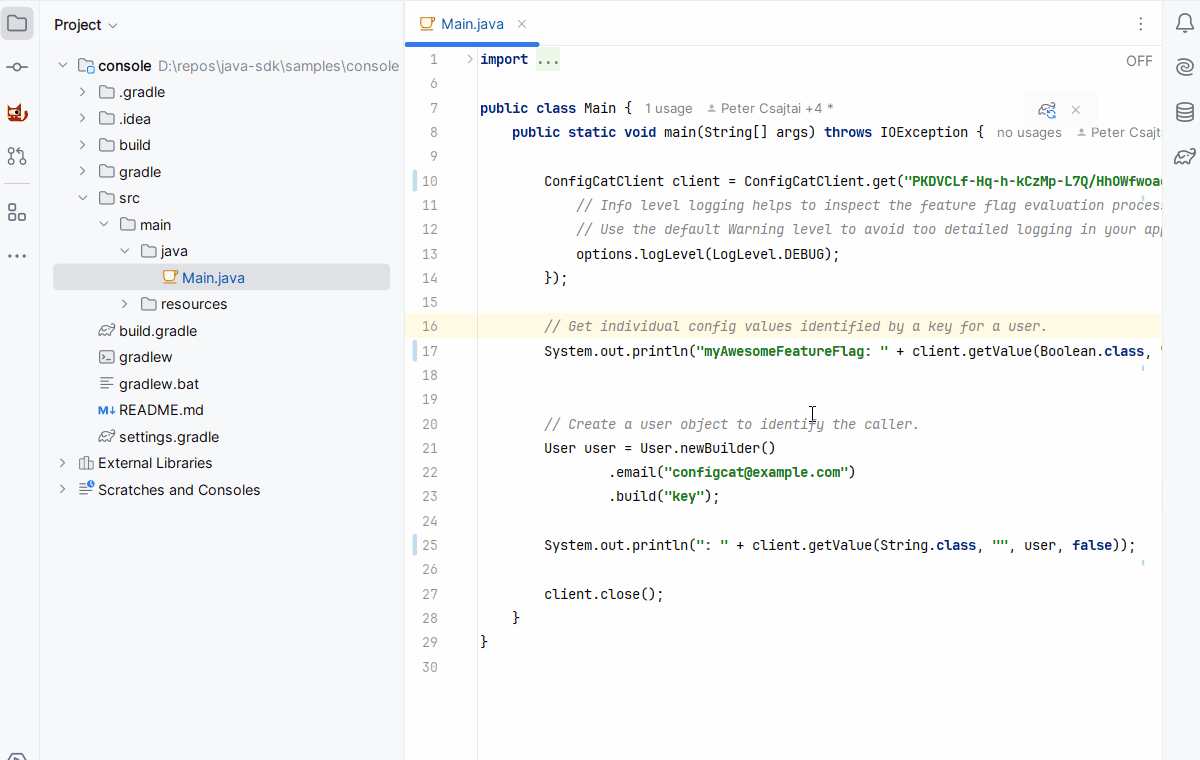 Project
Main.java
console D:\repos\java-sdk\samples\console
.gradle
.idea
build
gradle
src
main
java
Main.java
resources
build.gradle
gradlew
gradlew.bat
README.md
settings.gradle
External Libraries
Scratches and Consoles
OFF
1 import ...
6
7 public class Main { 1 usage Peter Csajtai +4 *
8 public static void main(String[] args) throws IOException { no usages Peter Csajt
9
10 ConfigCatClient client = ConfigCatClient.get("PKDVCLf-Hq-h-kCzMp-L7Q/HhOWfwoa
11 // Info level logging helps to inspect the feature flag evaluation proces
12 // Use the default Warning level to avoid too detailed logging in your ap
13 options.logLevel(LogLevel.DEBUG);
14 });
15
16 // Get individual config values identified by a key for a user.
17 System.out.println("myAwesomeFeatureFlag: " + client.getValue(Boolean.class, "
18
19
20 // Create a user object to identify the caller.
21 User user = User.newBuilder()
22 .email("configcat@example.com")
23 .build("key");
24
25 System.out.println(": " + client.getValue(String.class, "", user, false));
26
27 client.close();
28 }
29 }
30